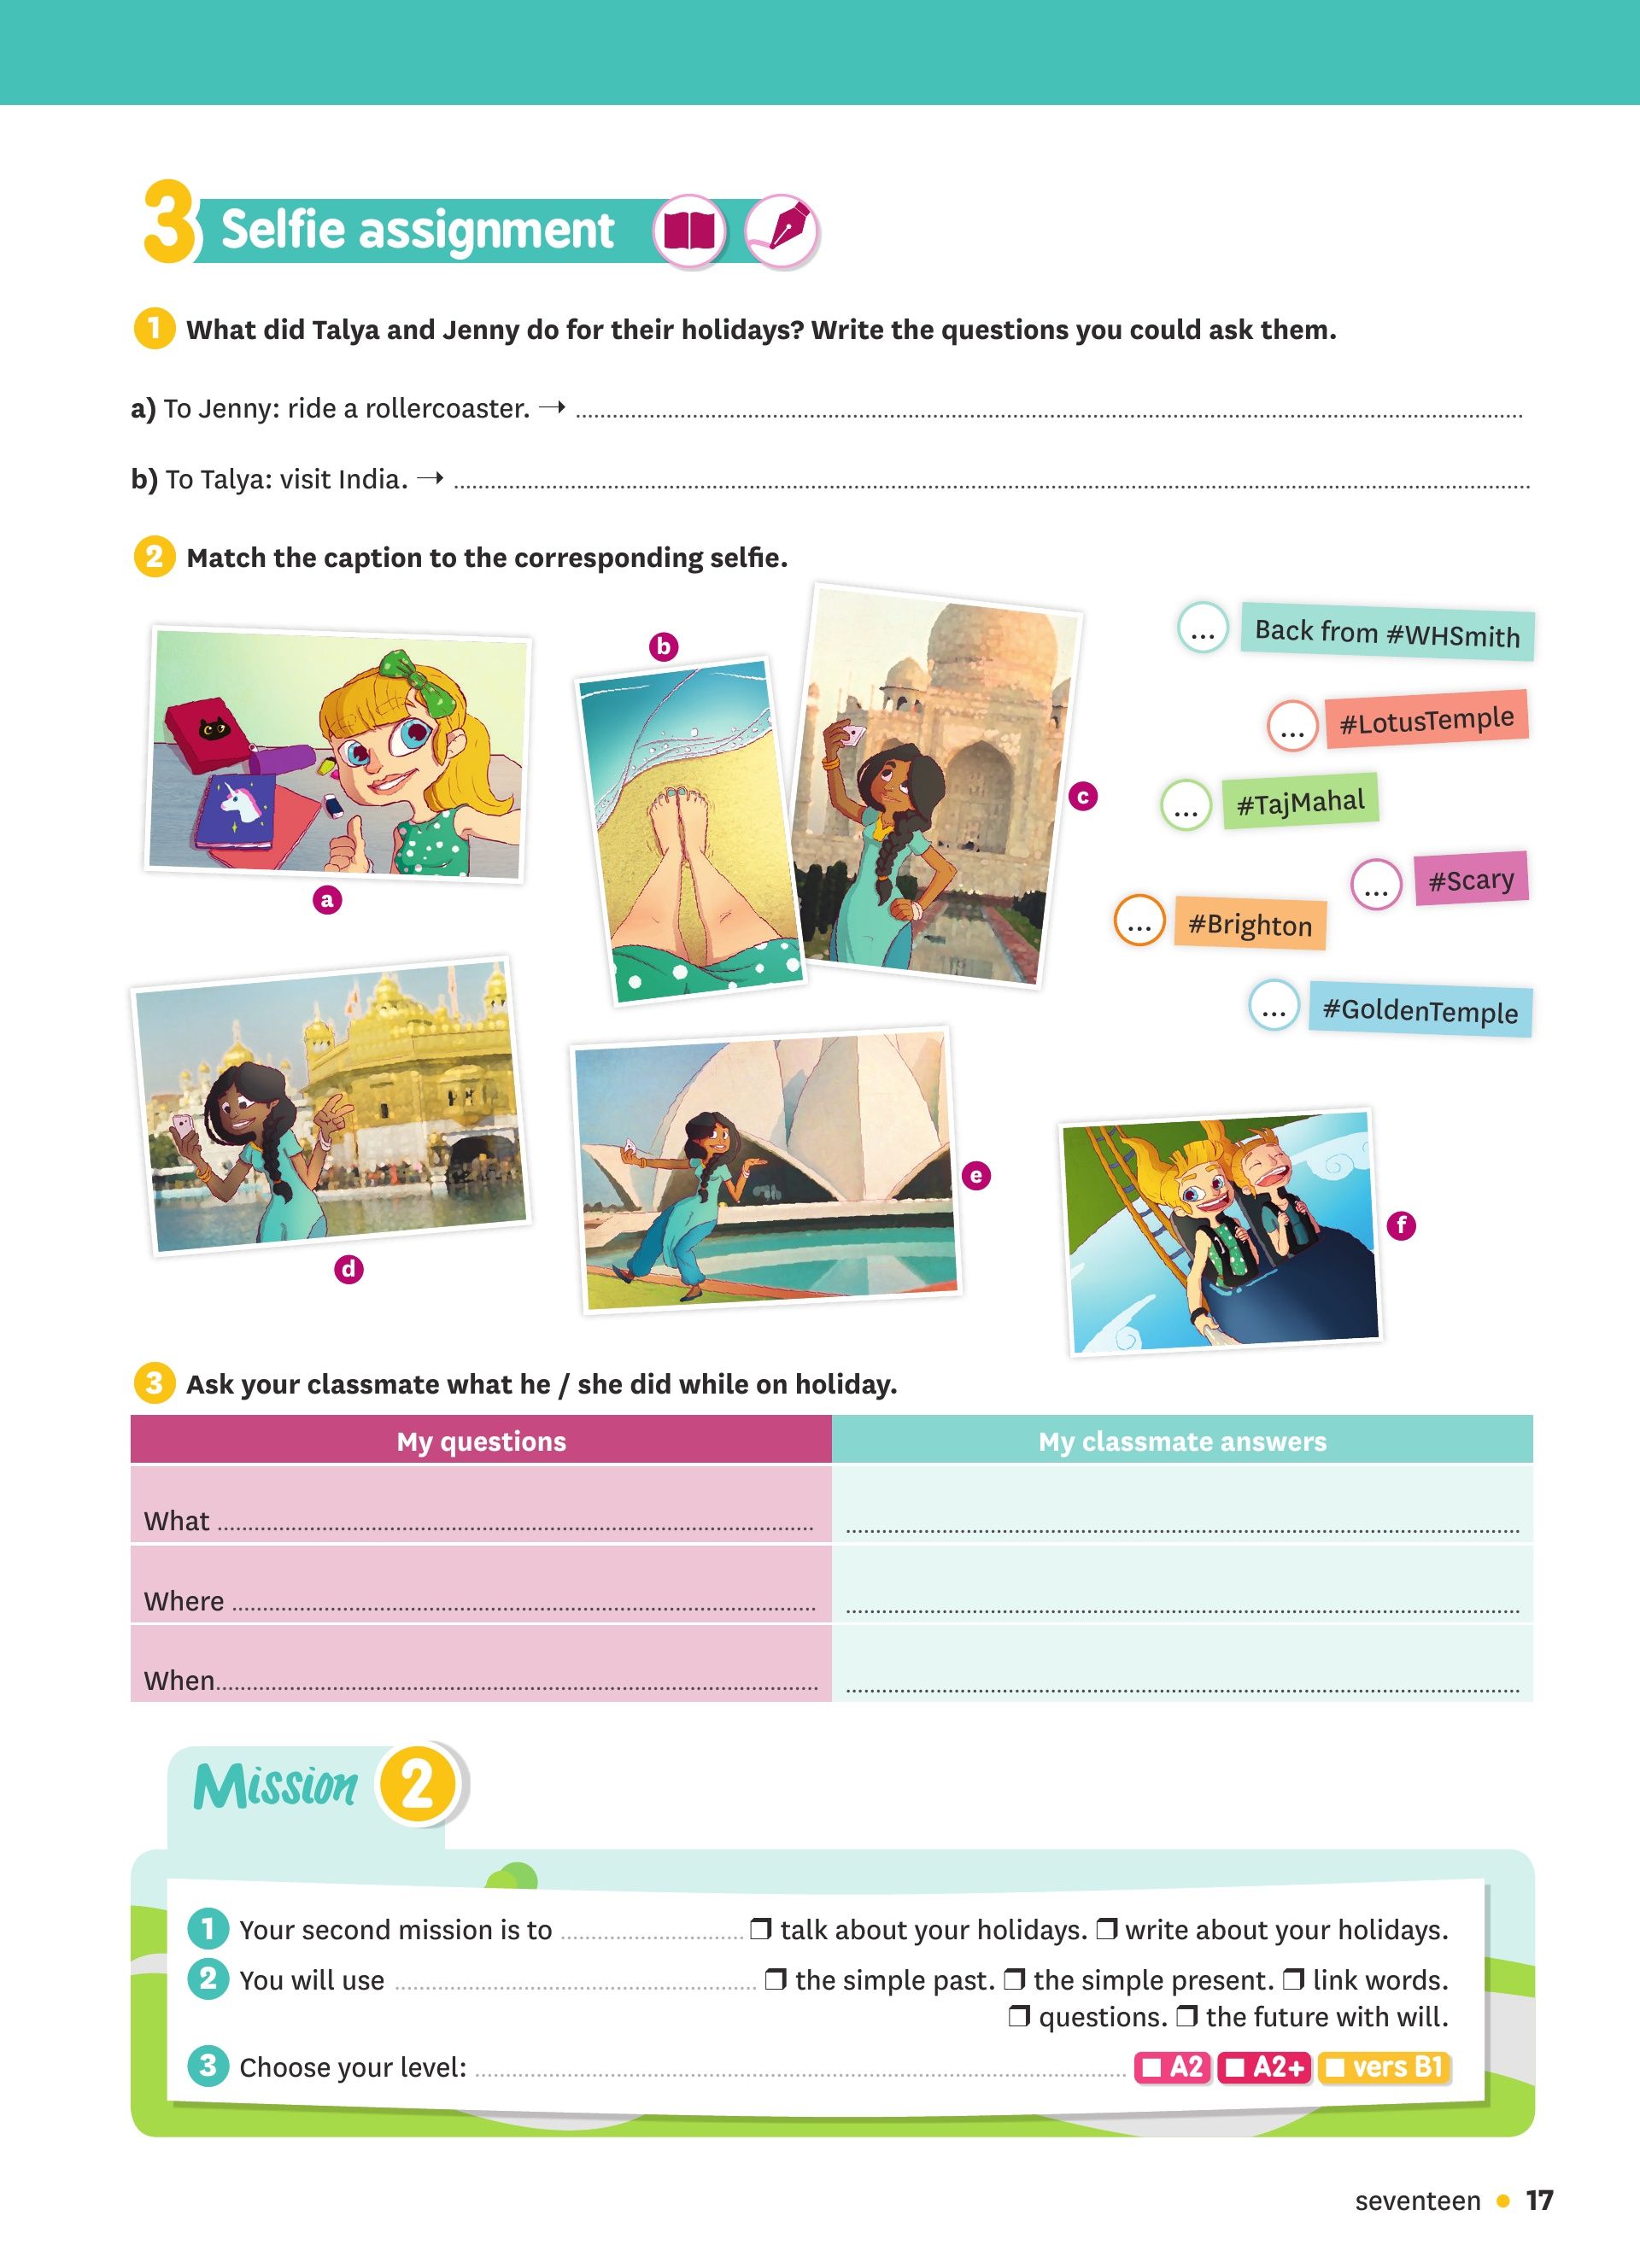 3 Selfie assignment
1 What did Talya and Jenny do for their holidays? Write the questions you could ask them.
a) To Jenny: ride a rollercoaster. → ........
b) To Talya: visit India. → ........
2 Match the caption to the corresponding selfie.
a
b
c
d
e
f
... Back from #WHSmith
... #LotusTemple
... #TajMahal
... #Scary
... #Brighton
... #GoldenTemple
3 Ask your classmate what he / she did while on holiday.
My questions My classmate answers
What ........
Where ........
When ........
Mission 2
1 Your second mission is to ........ ❒ talk about your holidays. ❒ write about your holidays.
2 You will use ........ ❒ the simple past. ❒ the simple present. ❒ link words.
❒ questions. ❒ the future with will.
3 Choose your level: ........ ■ A2 ■ A2+ ■ vers B1
seventeen • 17